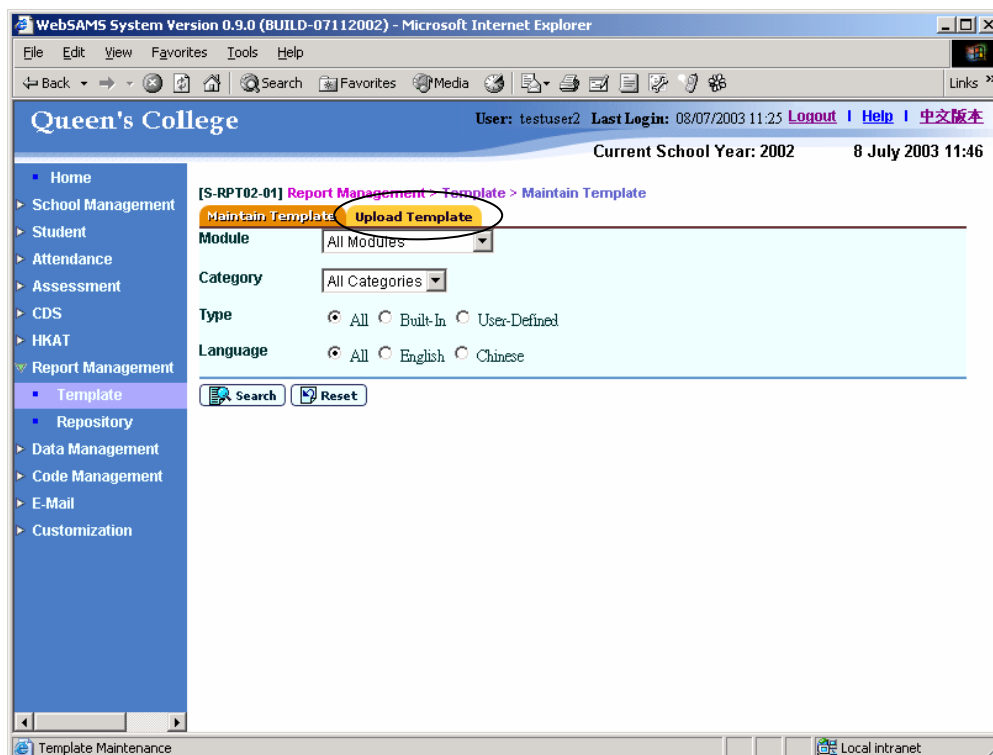 WebSAMS System Version 0.9.0 (BUILD-07112002) - Microsoft Internet Explorer
File Edit View Favorites Tools Help
Back Search Favorites Media Links »
Queen's College
User: testuser2 Last Login: 08/07/2003 11:25 Logout | Help | 中文版本
Current School Year: 2002 8 July 2003 11:46
Home
School Management
Student
Attendance
Assessment
CDS
HKAT
Report Management
Template
Repository
Data Management
Code Management
E-Mail
Customization
[S-RPT02-01] Report Management > Template > Maintain Template
Maintain Template Upload Template
Module All Modules
Category All Categories
Type All Built-In User-Defined
Language All English Chinese
Search Reset
Template Maintenance Local intranet